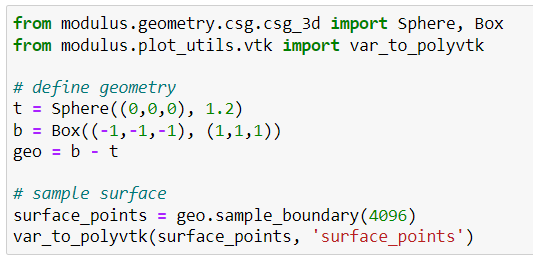 from modulus.geometry.csg.csg_3d import Sphere, Box
from modulus.plot_utils.vtk import var_to_polyvtk
# define geometry
t = Sphere((0,0,0), 1.2)
b = Box((-1,-1,-1), (1,1,1))
geo = b - t
# sample surface
surface_points = geo.sample_boundary(4096)
var_to_polyvtk(surface_points, 'surface_points')